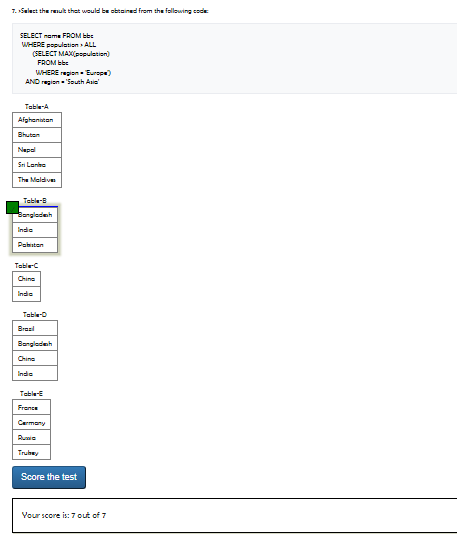 7. >Select the result that would be obtained from the following code:
SELECT name FROM bbc
WHERE population > ALL
(SELECT MAX(population)
FROM bbc
WHERE region = 'Europe')
AND region = 'South Asia'
Table-A
Afghanistan
Bhutan
Nepal
Sri Lanka
The Maldives
Table-B
Bangladesh
India
Pakistan
Table-C
China
India
Table-D
Brazil
Bangladesh
China
India
Table-E
France
Germany
Russia
Trukey
Score the test
Your score is: 7 out of 7